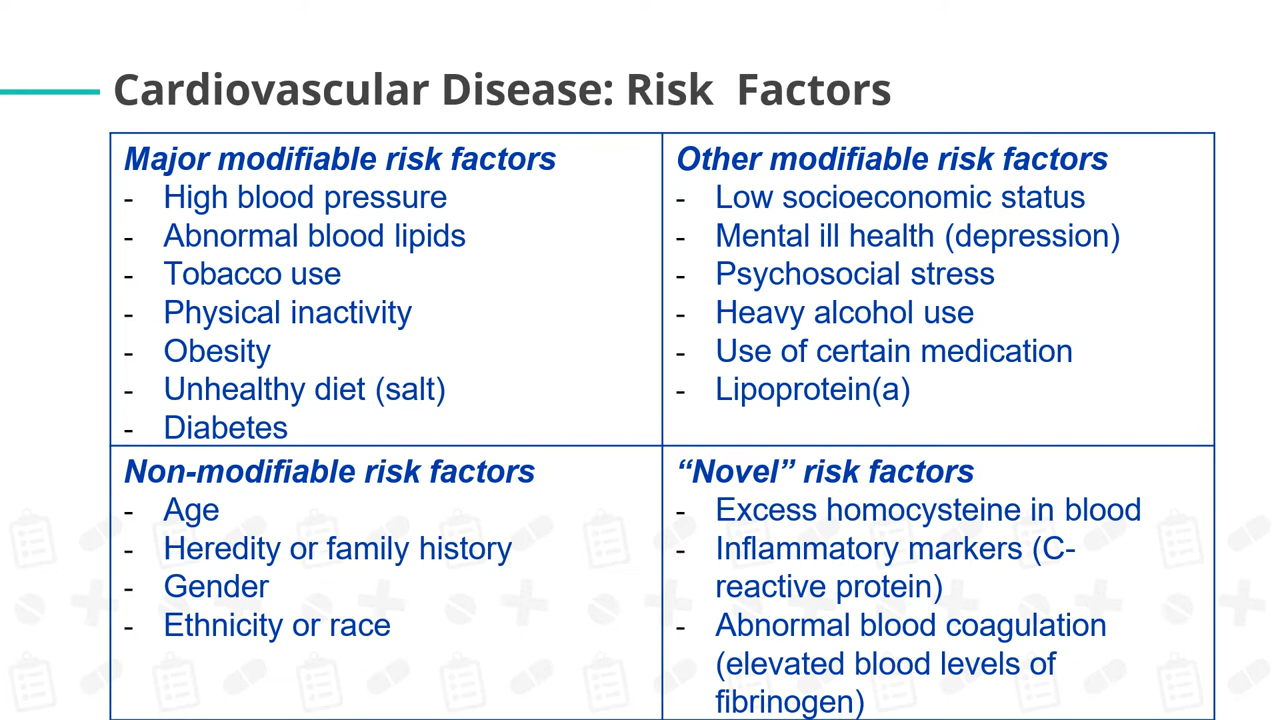 Cardiovascular Disease: Risk  Factors
Major modifiable risk factors
- High blood pressure
- Abnormal blood lipids
- Tobacco use
- Physical inactivity
- Obesity
- Unhealthy diet (salt)
- Diabetes
Other modifiable risk factors
- Low socioeconomic status
- Mental ill health (depression)
- Psychosocial stress
- Heavy alcohol use
- Use of certain medication
- Lipoprotein(a)
Non-modifiable risk factors
- Age
- Heredity or family history
- Gender
- Ethnicity or race
“Novel” risk factors
- Excess homocysteine in blood
- Inflammatory markers (C-
reactive protein)
- Abnormal blood coagulation
(elevated blood levels of
fibrinogen)